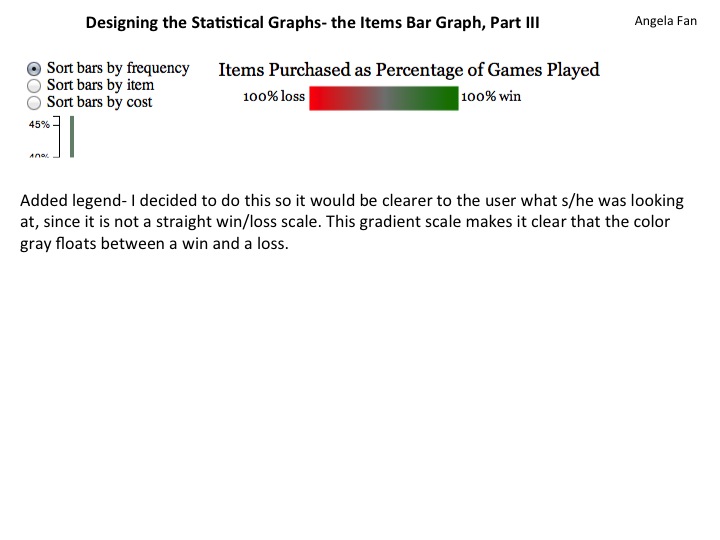 Designing the Statistical Graphs- the Items Bar Graph, Part III
Angela Fan
Sort bars by frequency
Sort bars by item
Sort bars by cost
Items Purchased as Percentage of Games Played
100% loss
100% win
45%
40%
Added legend- I decided to do this so it would be clearer to the user what s/he was looking
at, since it is not a straight win/loss scale. This gradient scale makes it clear that the color
gray floats between a win and a loss.